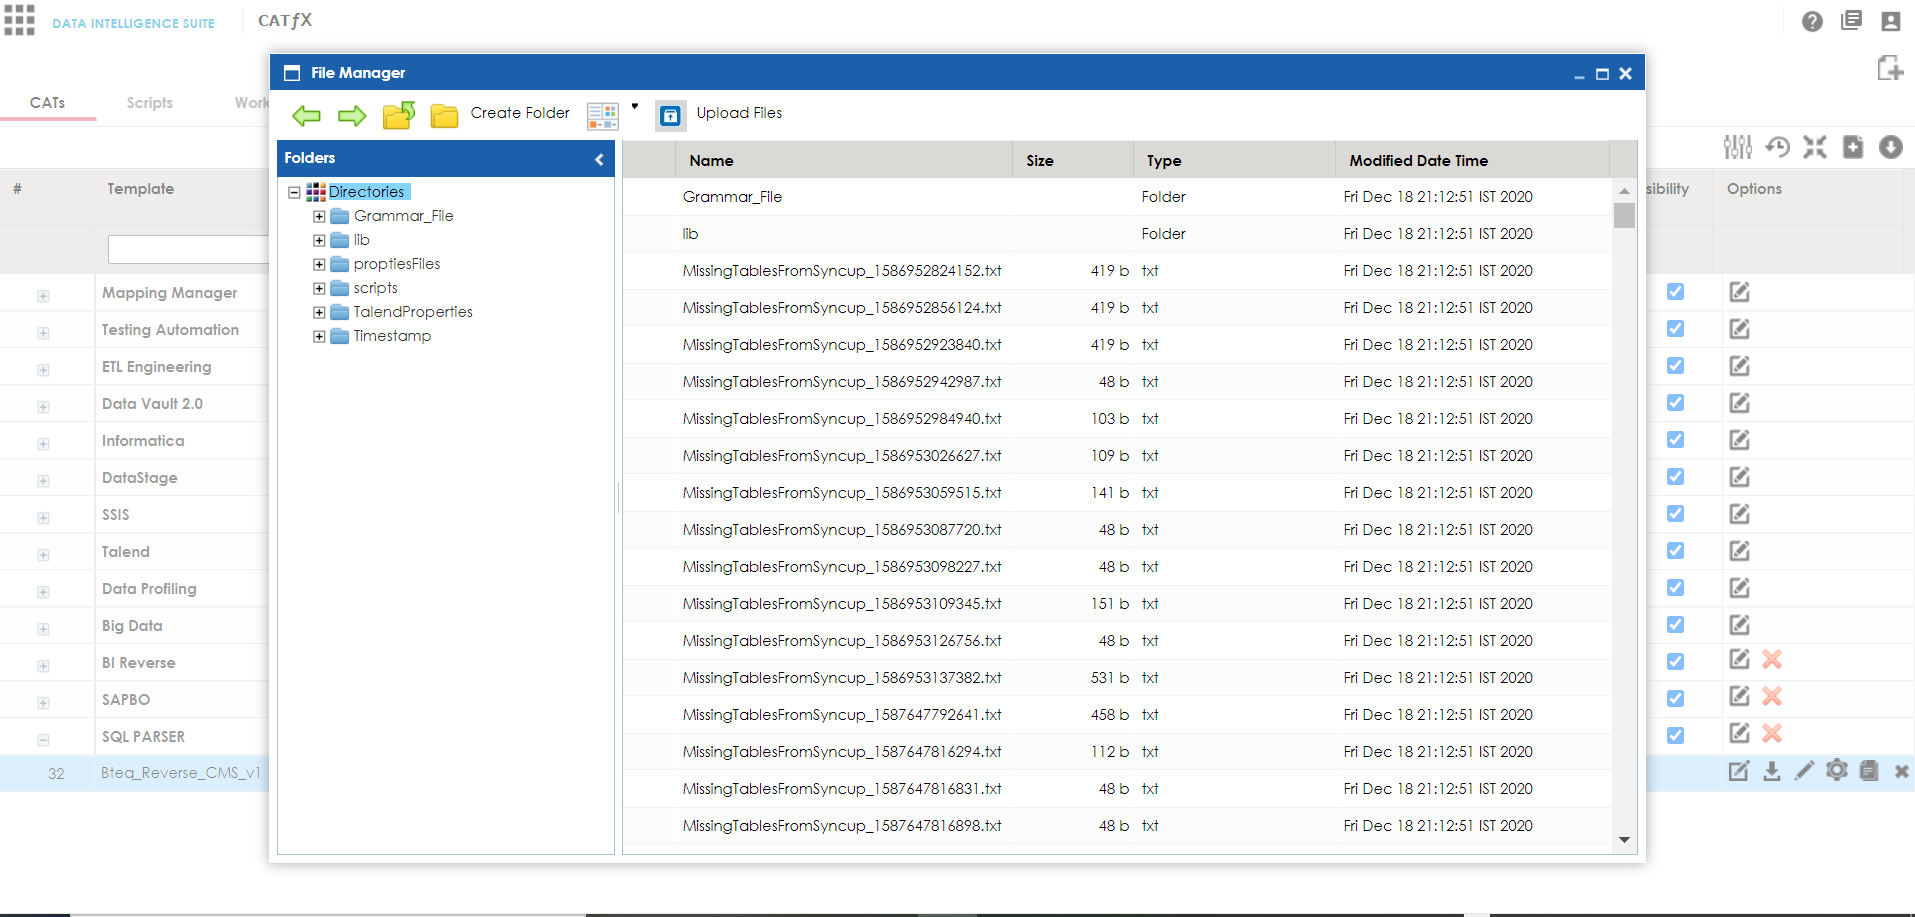 DATA INTELLIGENCE SUITE CATƒX
File Manager
CATs Scripts Work
Create Folder Upload Files
Folders
Directories
Grammar_File
lib
proptiesFiles
scripts
TalendProperties
Timestamp
Name Size Type Modified Date Time
Grammar_File Folder Fri Dec 18 21:12:51 IST 2020
lib Folder Fri Dec 18 21:12:51 IST 2020
MissingTablesFromSyncup_1586952824152.txt 419 b txt Fri Dec 18 21:12:51 IST 2020
MissingTablesFromSyncup_1586952856124.txt 419 b txt Fri Dec 18 21:12:51 IST 2020
MissingTablesFromSyncup_1586952923840.txt 419 b txt Fri Dec 18 21:12:51 IST 2020
MissingTablesFromSyncup_1586952942987.txt 48 b txt Fri Dec 18 21:12:51 IST 2020
MissingTablesFromSyncup_1586952984940.txt 103 b txt Fri Dec 18 21:12:51 IST 2020
MissingTablesFromSyncup_1586953026627.txt 109 b txt Fri Dec 18 21:12:51 IST 2020
MissingTablesFromSyncup_1586953059515.txt 141 b txt Fri Dec 18 21:12:51 IST 2020
MissingTablesFromSyncup_1586953087720.txt 48 b txt Fri Dec 18 21:12:51 IST 2020
MissingTablesFromSyncup_1586953098227.txt 48 b txt Fri Dec 18 21:12:51 IST 2020
MissingTablesFromSyncup_1586953109345.txt 151 b txt Fri Dec 18 21:12:51 IST 2020
MissingTablesFromSyncup_1586953126756.txt 48 b txt Fri Dec 18 21:12:51 IST 2020
MissingTablesFromSyncup_1586953137382.txt 531 b txt Fri Dec 18 21:12:51 IST 2020
MissingTablesFromSyncup_1587647792641.txt 458 b txt Fri Dec 18 21:12:51 IST 2020
MissingTablesFromSyncup_1587647816294.txt 112 b txt Fri Dec 18 21:12:51 IST 2020
MissingTablesFromSyncup_1587647816831.txt 48 b txt Fri Dec 18 21:12:51 IST 2020
MissingTablesFromSyncup_1587647816898.txt 48 b txt Fri Dec 18 21:12:51 IST 2020
# Template sibility Options
Mapping Manager
Testing Automation
ETL Engineering
Data Vault 2.0
Informatica
DataStage
SSIS
Talend
Data Profiling
Big Data
BI Reverse
SAPBO
SQL PARSER
32 Bteq_Reverse_CMS_v1